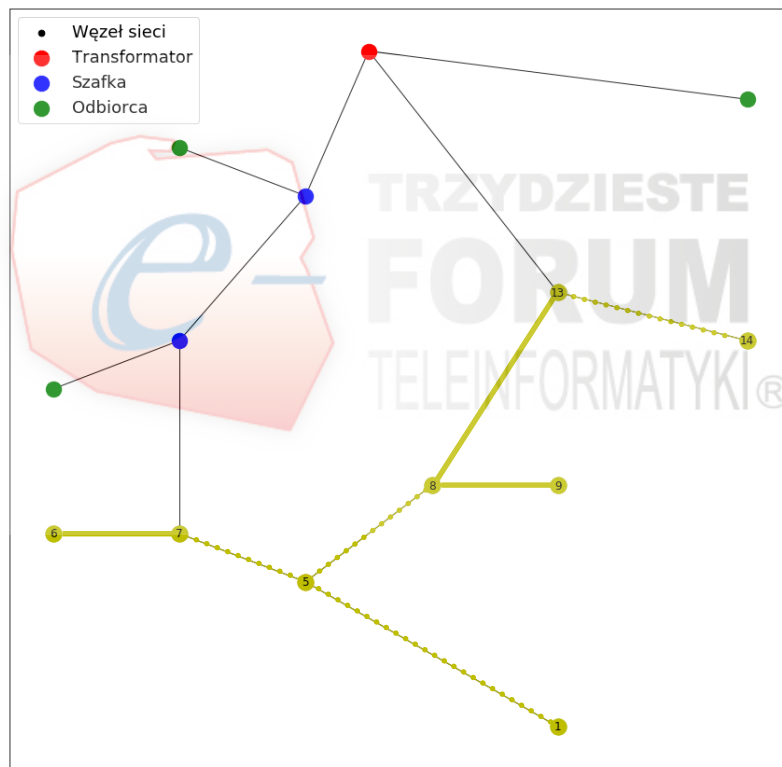 Węzeł sieci
Transformator
Szafka
Odbiorca
TRZYDZIESTE
FORUM
TELEINFORMATYKI®
e-
13
14
8
9
6
7
5
1